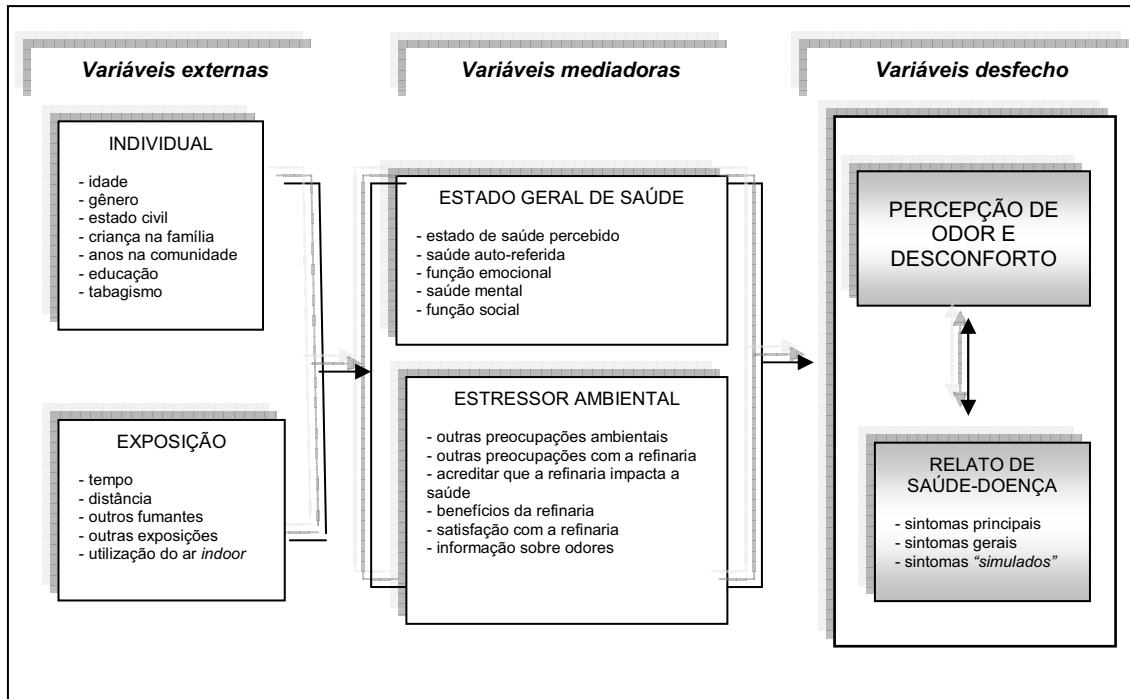 Variáveis externas
Variáveis mediadoras
Variáveis desfecho
INDIVIDUAL
- idade
- gênero
- estado civil
- criança na família
- anos na comunidade
- educação
- tabagismo
EXPOSIÇÃO
- tempo
- distância
- outros fumantes
- outras exposições
- utilização do ar indoor
ESTADO GERAL DE SAÚDE
- estado de saúde percebido
- saúde auto-referida
- função emocional
- saúde mental
- função social
ESTRESSOR AMBIENTAL
- outras preocupações ambientais
- outras preocupações com a refinaria
- acreditar que a refinaria impacta a
saúde
- benefícios da refinaria
- satisfação com a refinaria
- informação sobre odores
PERCEPÇÃO DE
ODOR E
DESCONFORTO
RELATO DE
SAÚDE-DOENÇA
- sintomas principais
- sintomas gerais
- sintomas “simulados”